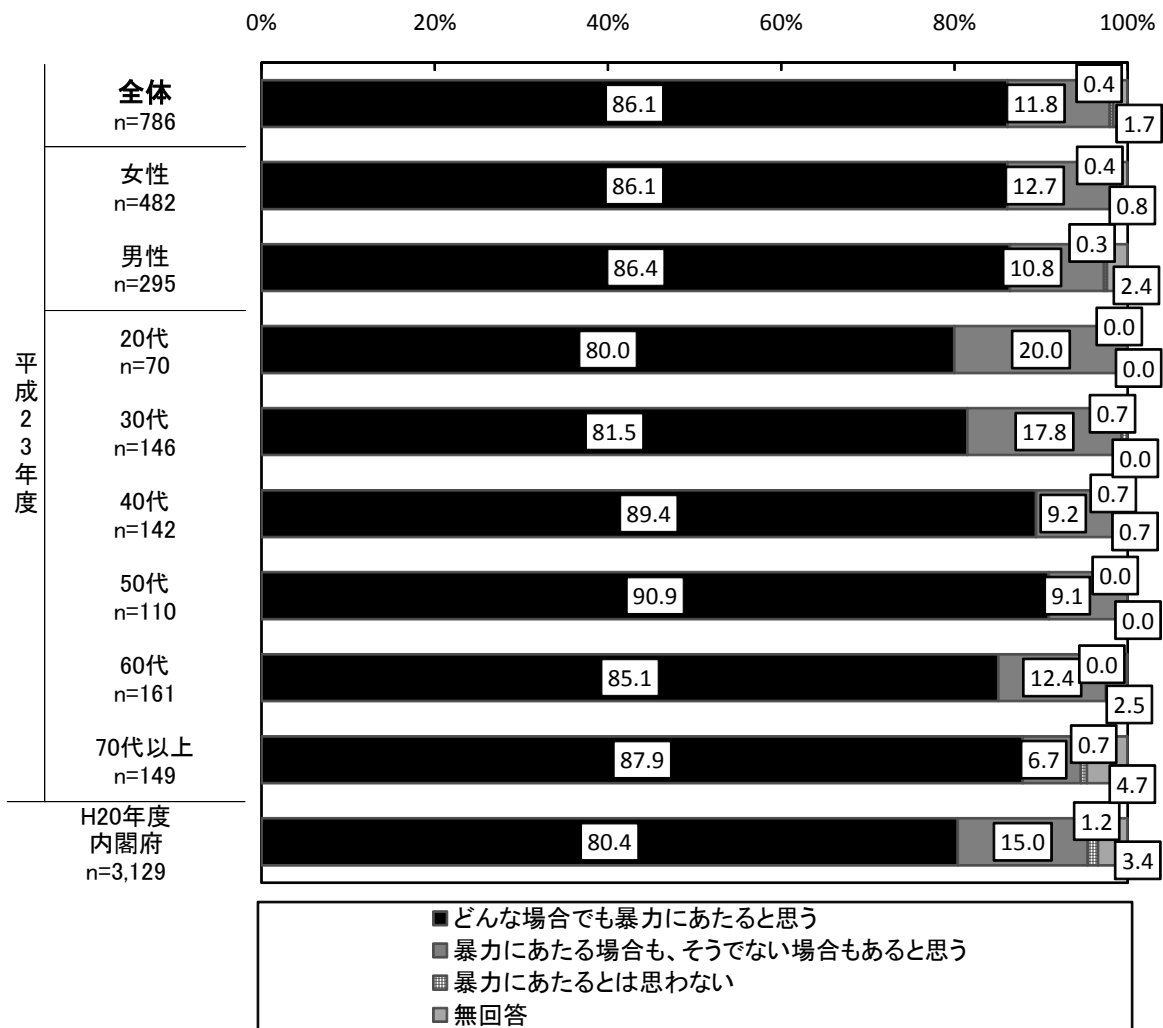 0% 20% 40% 60% 80% 100%
平成23年度
全体
n=786
86.1 11.8 0.4 1.7
女性
n=482
86.1 12.7 0.4 0.8
男性
n=295
86.4 10.8 0.3 2.4
20代
n=70
80.0 20.0 0.0 0.0
30代
n=146
81.5 17.8 0.7 0.0
40代
n=142
89.4 9.2 0.7 0.7
50代
n=110
90.9 9.1 0.0 0.0
60代
n=161
85.1 12.4 0.0 2.5
70代以上
n=149
87.9 6.7 0.7 4.7
H20年度
内閣府
n=3,129
80.4 15.0 1.2 3.4
どんな場合でも暴力にあたると思う
暴力にあたる場合も、そうでない場合もあると思う
暴力にあたるとは思わない
無回答